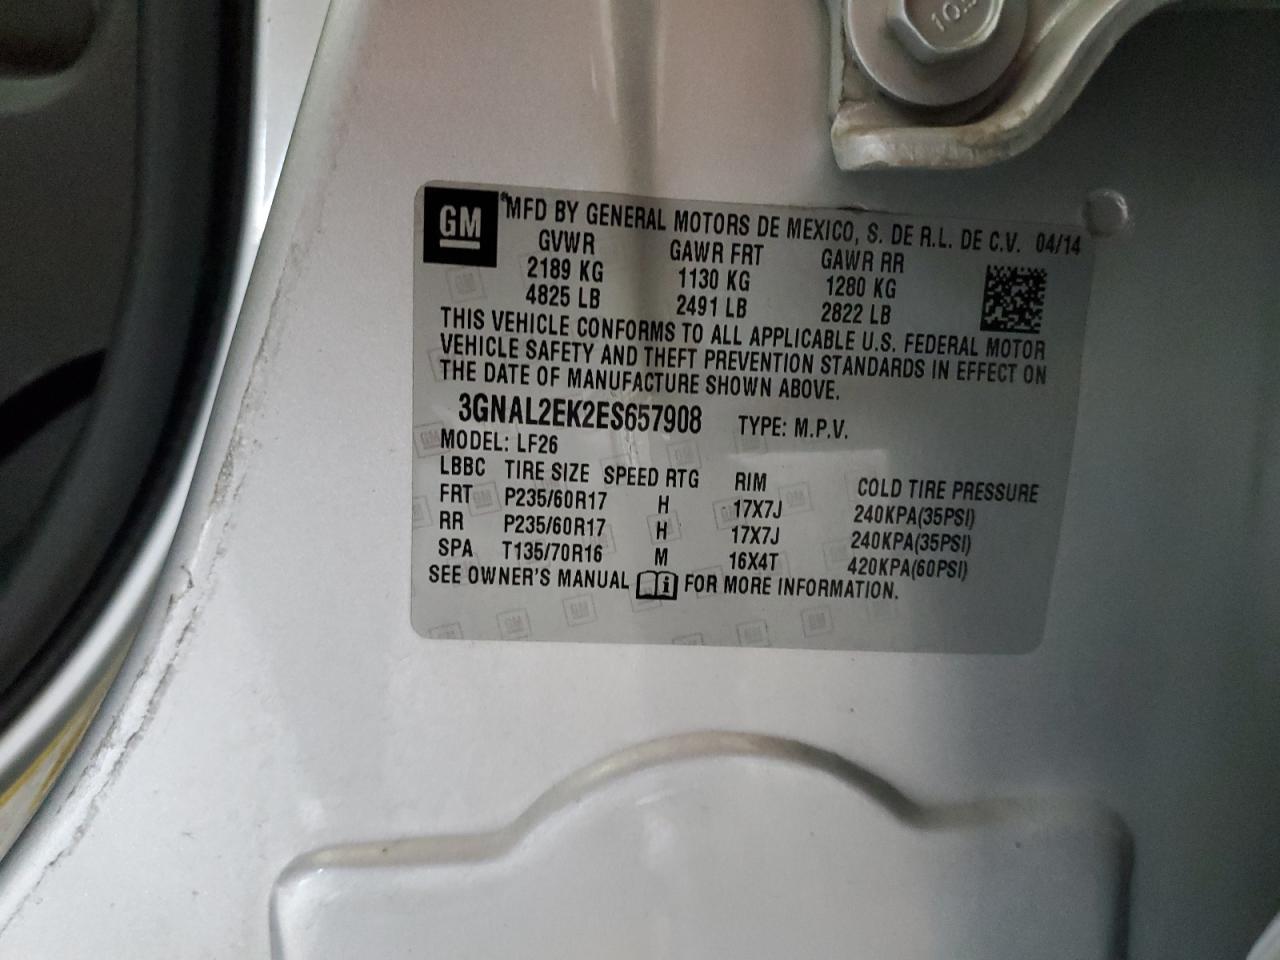 10.9
GM
MFD BY GENERAL MOTORS DE MEXICO, S. DE R.L. DE C.V. 04/14
GVWR GAWR FRT GAWR RR
2189 KG 1130 KG 1280 KG
4825 LB 2491 LB 2822 LB
THIS VEHICLE CONFORMS TO ALL APPLICABLE U.S. FEDERAL MOTOR
VEHICLE SAFETY AND THEFT PREVENTION STANDARDS IN EFFECT ON
THE DATE OF MANUFACTURE SHOWN ABOVE.
3GNAL2EK2ES657908 TYPE: M.P.V.
MODEL: LF26
LBBC TIRE SIZE SPEED RTG RIM COLD TIRE PRESSURE
FRT P235/60R17 H 17X7J 240KPA(35PSI)
RR P235/60R17 H 17X7J 240KPA(35PSI)
SPA T135/70R16 M 16X4T 420KPA(60PSI)
SEE OWNER'S MANUAL i FOR MORE INFORMATION.